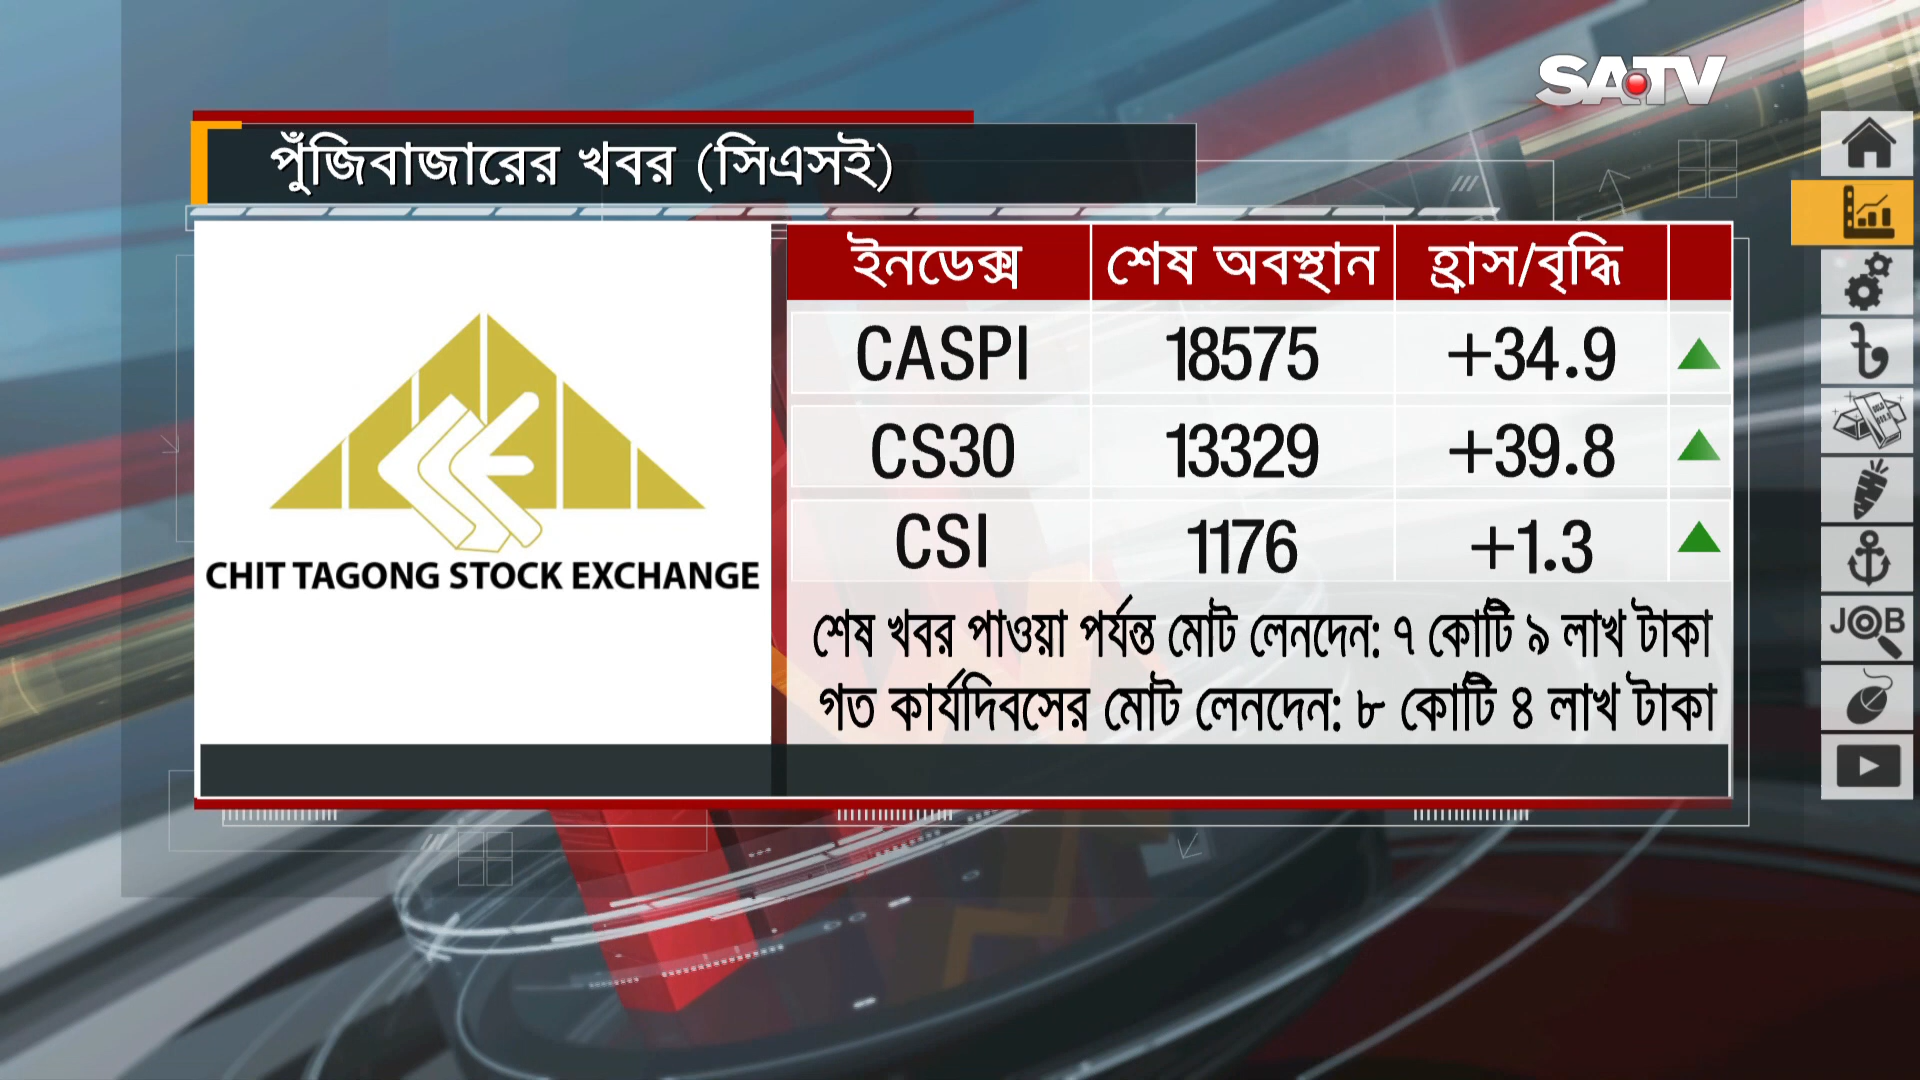 SATV
পুঁজিবাজারের খবর (সিএসই)
ইনডেক্স শেষ অবস্থান হ্রাস/বৃদ্ধি
CASPI 18575 +34.9
CS30 13329 +39.8
CSI 1176 +1.3
CHIT TAGONG STOCK EXCHANGE
শেষ খবর পাওয়া পর্যন্ত মোট লেনদেন: ৭ কোটি ৯ লাখ টাকা
গত কার্যদিবসের মোট লেনদেন: ৮ কোটি ৪ লাখ টাকা
৳
JOB